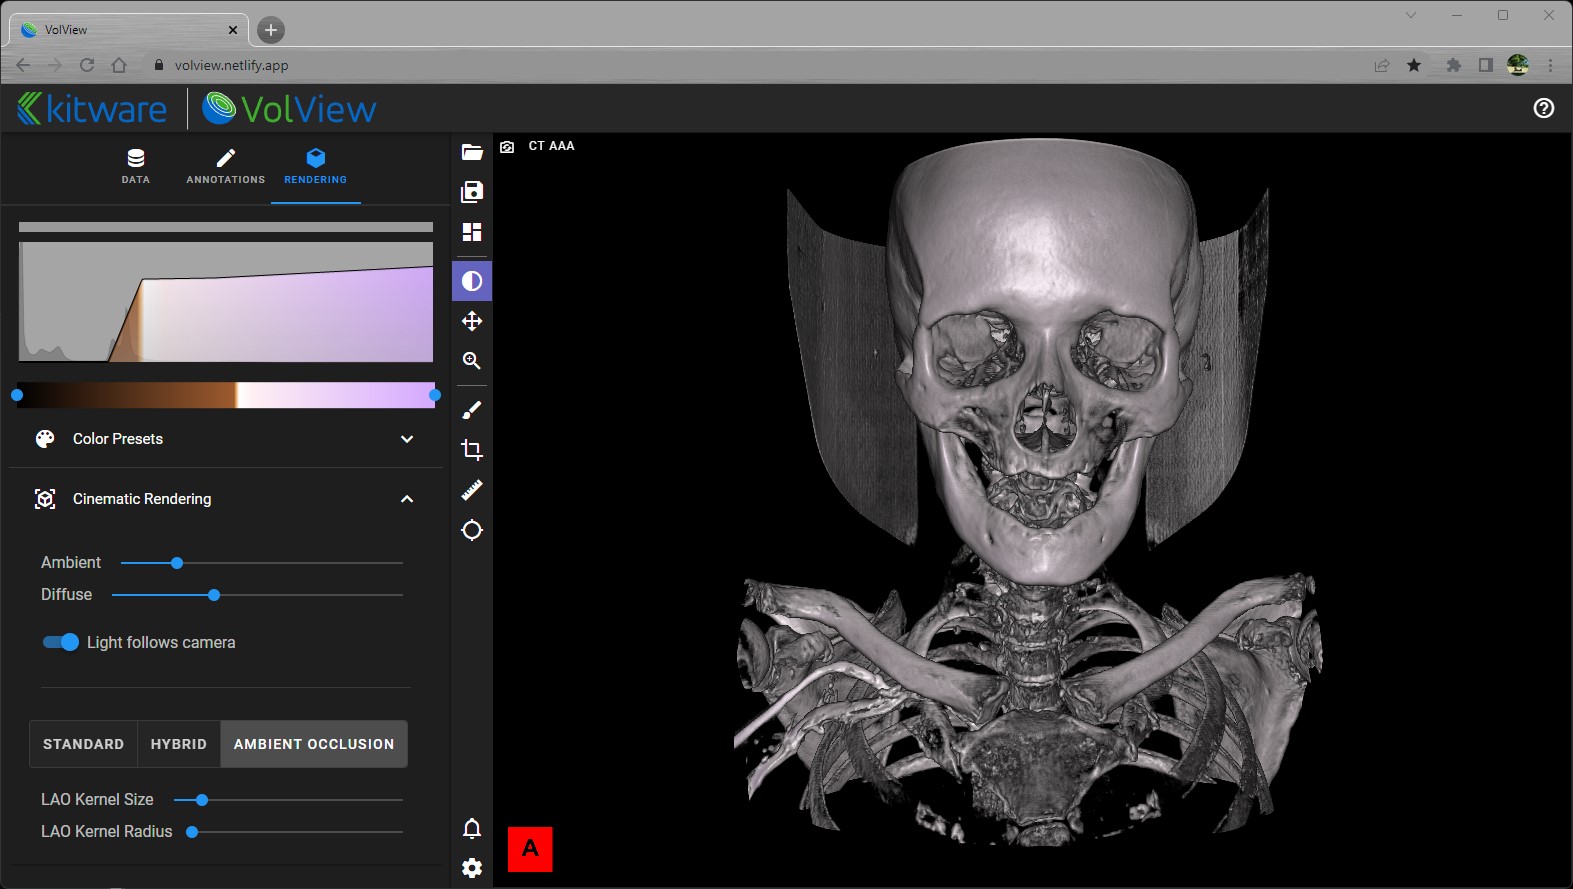 VolView
volview.netlify.app
kitware VolView
DATA
ANNOTATIONS
RENDERING
CT AAA
Color Presets
Cinematic Rendering
Ambient
Diffuse
Light follows camera
STANDARD
HYBRID
AMBIENT OCCLUSION
LAO Kernel Size
LAO Kernel Radius
A